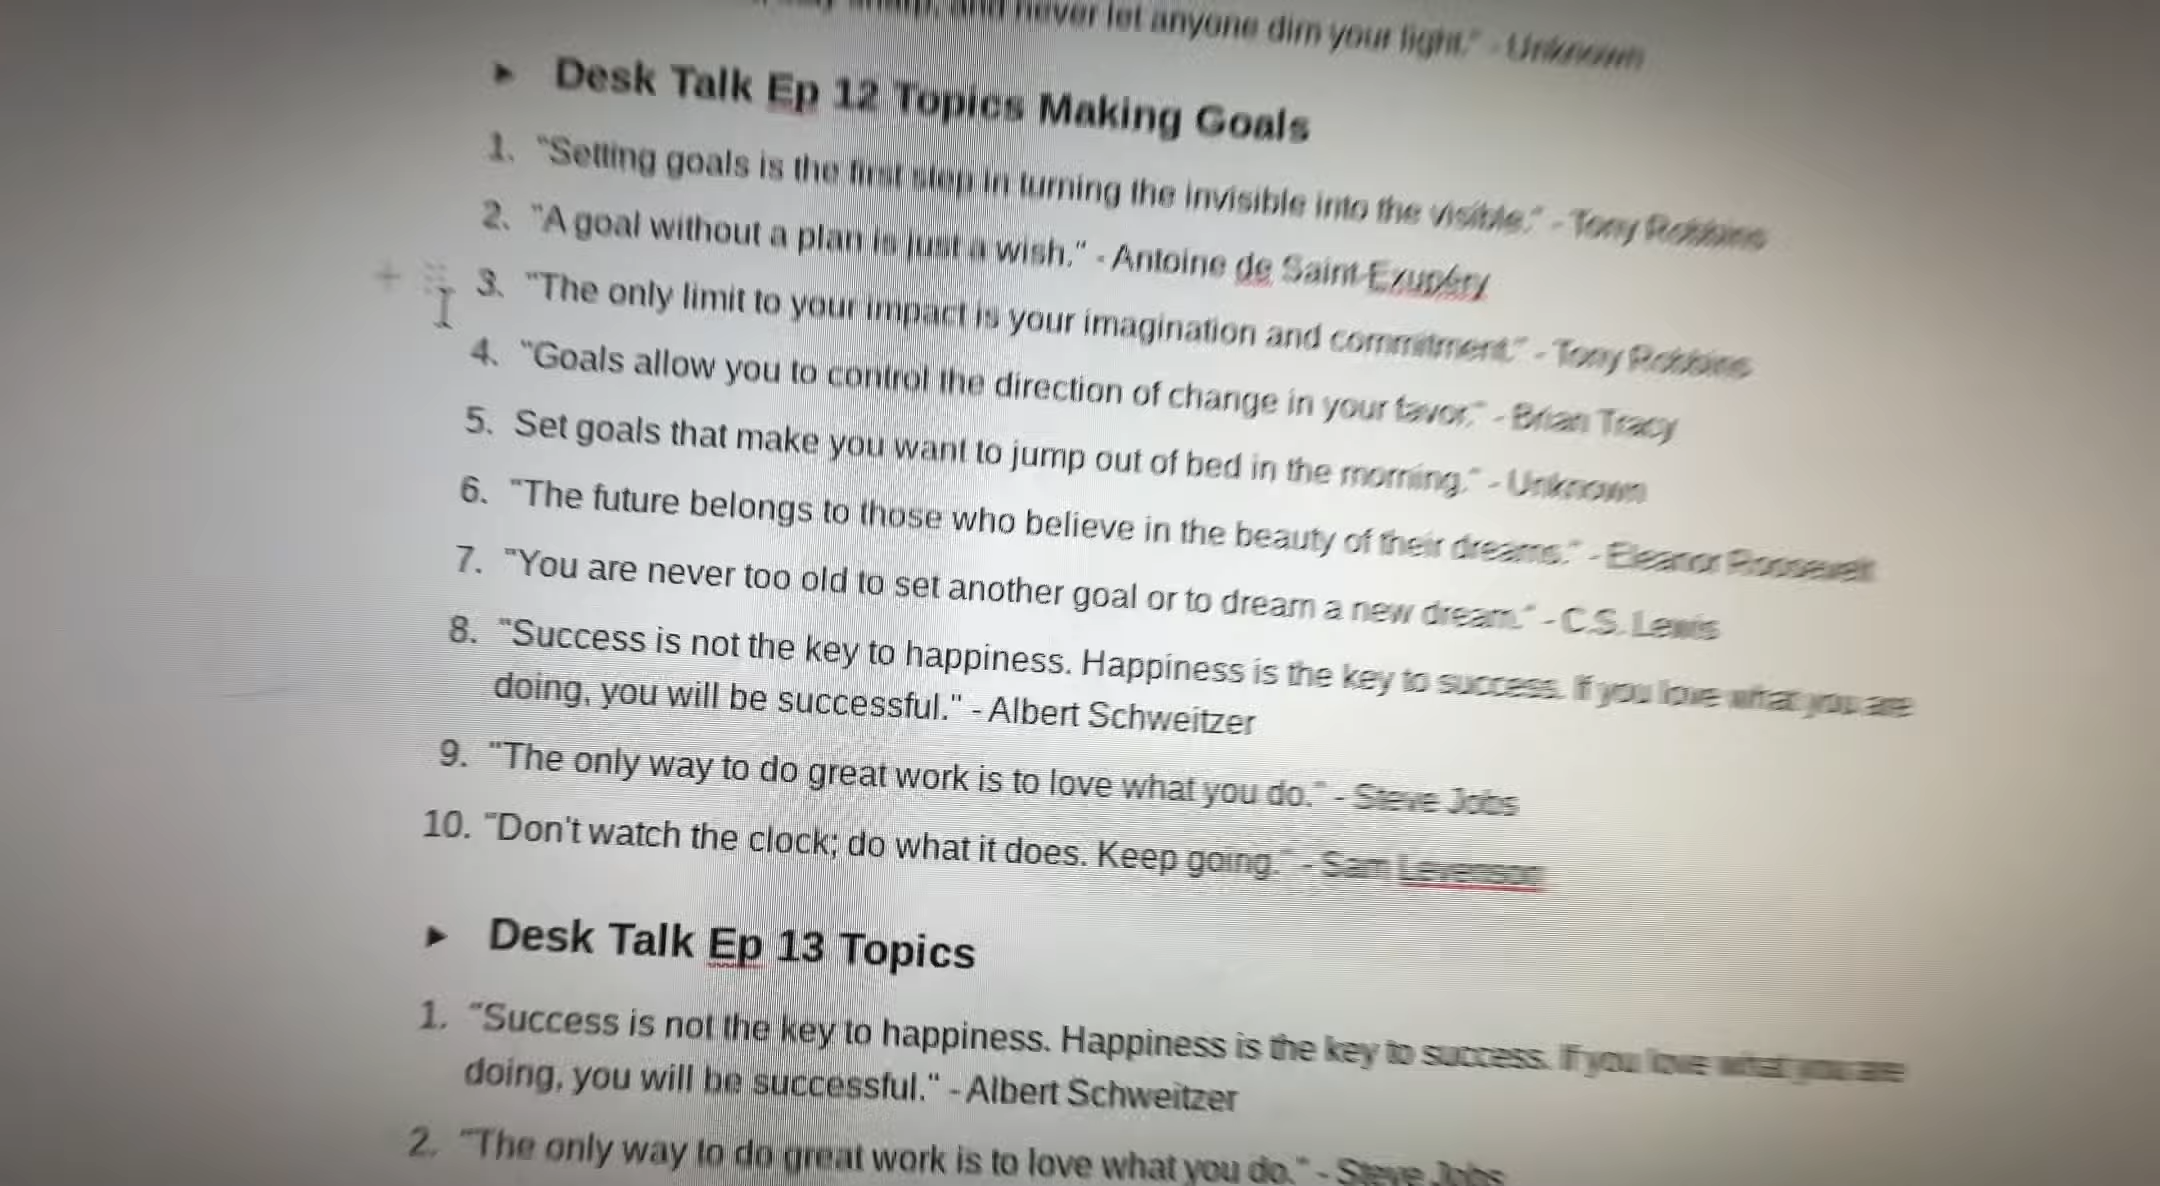 and never let anyone dim your light." - Unknown
Desk Talk Ep 12 Topics Making Goals
1. "Setting goals is the first step in turning the invisible into the visible." - Tony Robbins
2. "A goal without a plan is just a wish." - Antoine de Saint-Exupéry
3. "The only limit to your impact is your imagination and commitment." - Tony Robbins
4. "Goals allow you to control the direction of change in your favor." - Brian Tracy
5. Set goals that make you want to jump out of bed in the morning." - Unknown
6. "The future belongs to those who believe in the beauty of their dreams." - Eleanor Roosevelt
7. "You are never too old to set another goal or to dream a new dream." - C.S. Lewis
8. "Success is not the key to happiness. Happiness is the key to success. If you love what you are
doing, you will be successful." - Albert Schweitzer
9. "The only way to do great work is to love what you do." - Steve Jobs
10. "Don't watch the clock; do what it does. Keep going." - Sam Levenson
Desk Talk Ep 13 Topics
1. "Success is not the key to happiness. Happiness is the key to success. If you love what you are
doing, you will be successful." - Albert Schweitzer
2. "The only way to do great work is to love what you do." - Steve Jobs